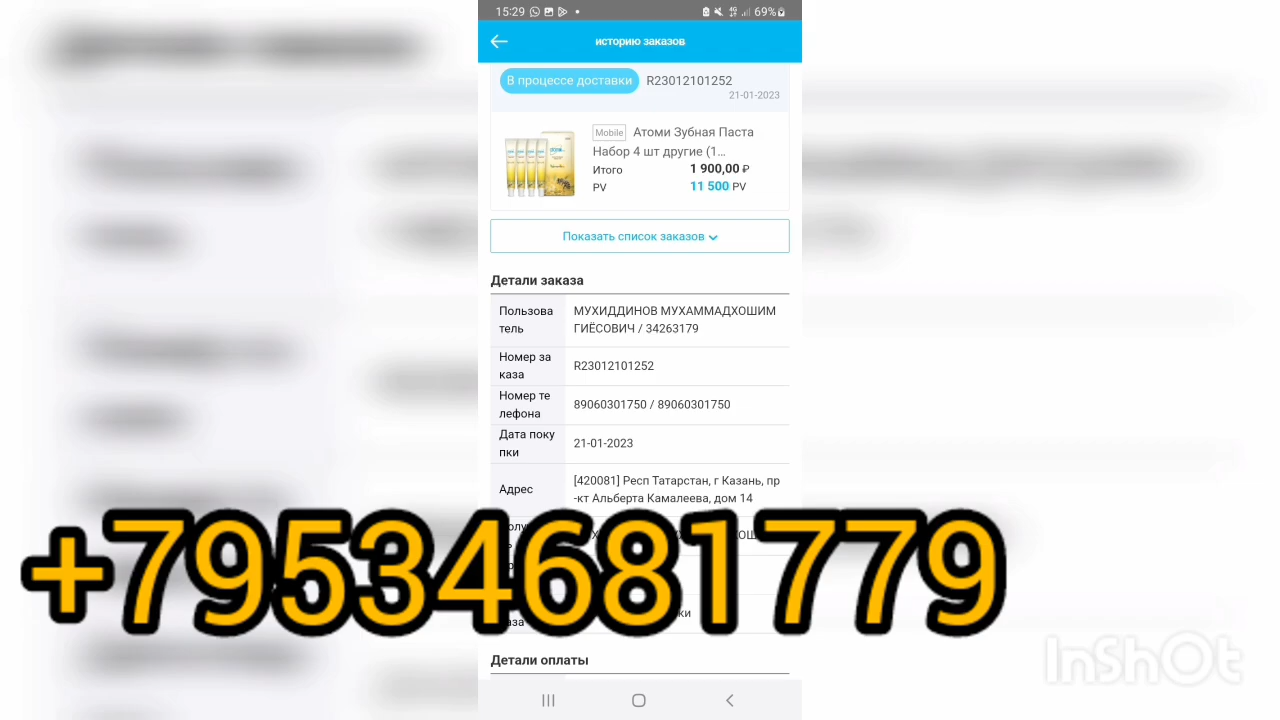 15:29
4G
69%
историю заказов
В процессе доставки R23012101252
21-01-2023
Mobile Атоми Зубная Паста
Набор 4 шт другие (1...
Итого 1 900,00 ₽
PV 11 500 PV
Показать список заказов
Детали заказа
Пользова
тель
МУХИДДИНОВ МУХАММАДХОШИМ
ГИЁСОВИЧ / 34263179
Номер за
каза
R23012101252
Номер те
лефона
89060301750 / 89060301750
Дата поку
пки
21-01-2023
Адрес
[420081] Респ Татарстан, г Казань, пр
-кт Альберта Камалеева, дом 14
+79534681779
Детали оплаты
InShOt